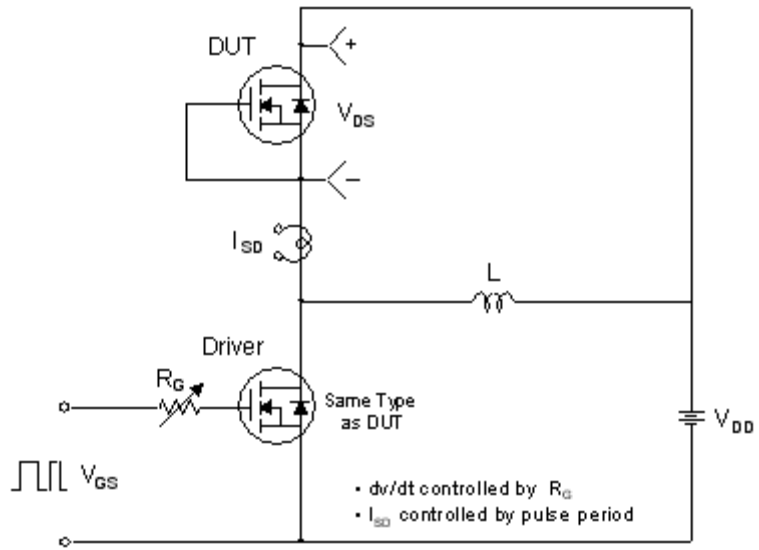 DUT
+
V_DS
−
I_SD
L
Driver
R_G
Same Type
as DUT
V_DD
V_GS
• dv/dt controlled by R_G
• I_SD controlled by pulse period